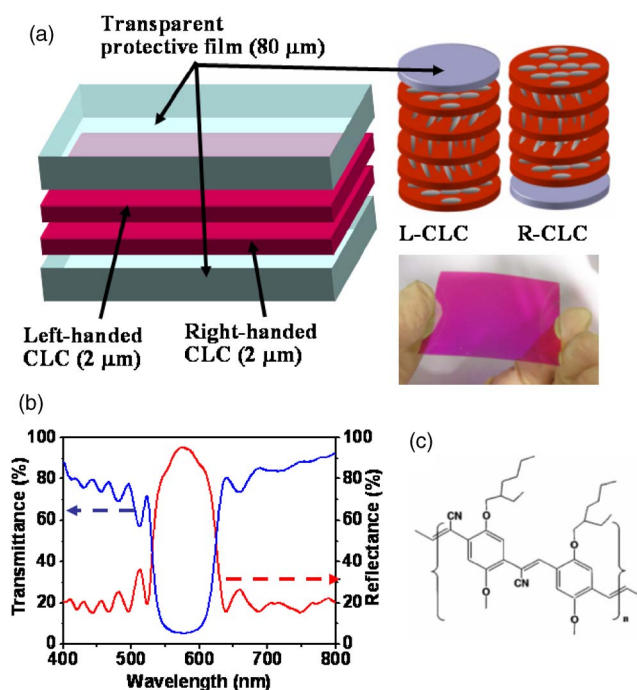 (a)
Transparent
protective film (80 μm)
L-CLC R-CLC
Left-handed
CLC (2 μm)
Right-handed
CLC (2 μm)
(b)
100
80
60
40
20
0
Transmittance (%)
100
80
60
40
20
0
Reflectance (%)
400 500 600 700 800
Wavelength (nm)
(c)
CN
O
O
CN
O
O
n